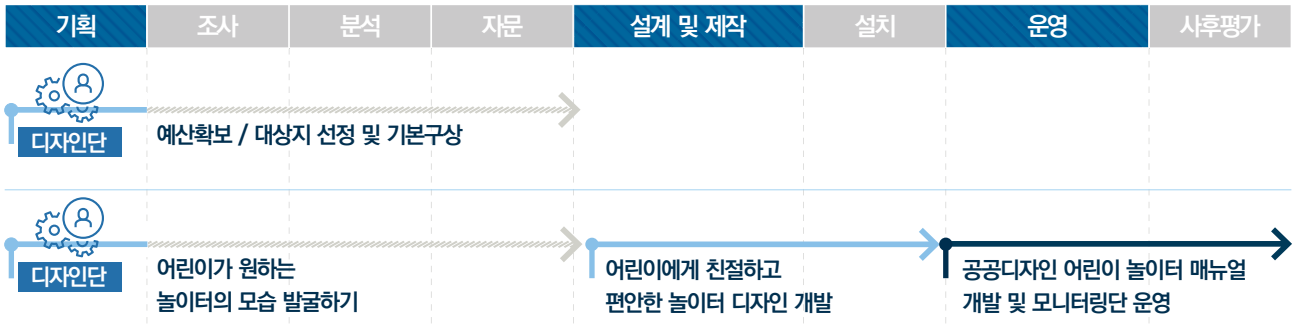 기획 조사 분석 자문 설계 및 제작 설치 운영 사후평가
디자인단
예산확보 / 대상지 선정 및 기본구상
디자인단
어린이가 원하는
놀이터의 모습 발굴하기
어린이에게 친절하고
편안한 놀이터 디자인 개발
공공디자인 어린이 놀이터 매뉴얼
개발 및 모니터링단 운영